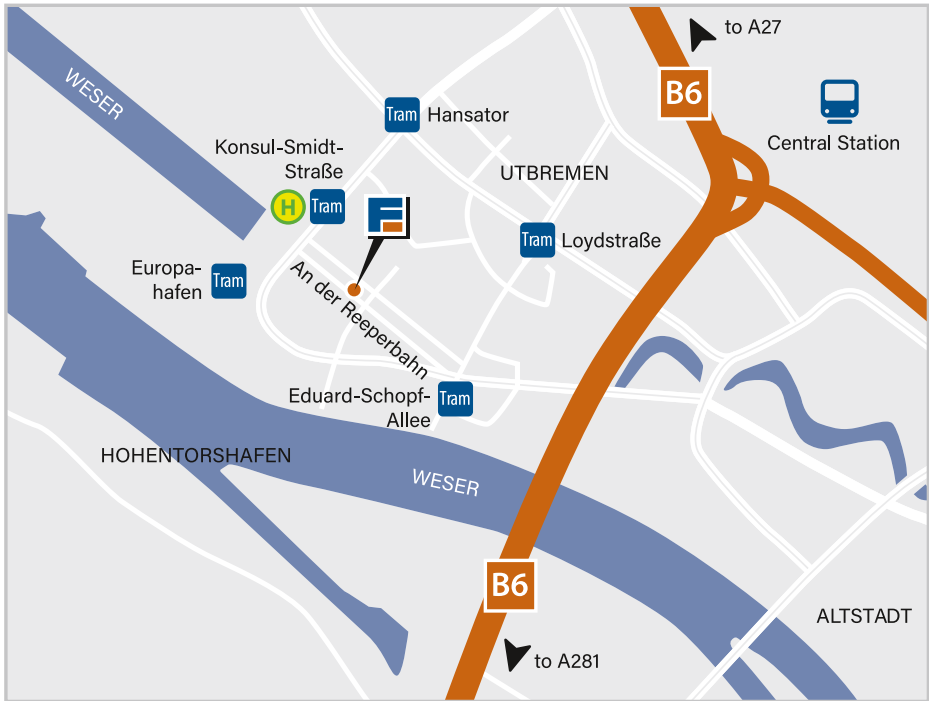 to A27
WESER
B6
Tram
Hansator
Central Station
Konsul-Smidt-
Straße
UTBREMEN
H
Tram
Tram
Loydstraße
Europa-
hafen
Tram
An der Reeperbahn
Eduard-Schopf-
Allee
Tram
HOHENTORSHAFEN
WESER
B6
ALTSTADT
to A281